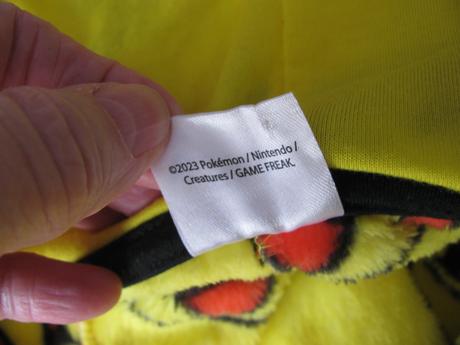 ©2023 Pokémon / Nintendo /
Creatures / GAME FREAK.